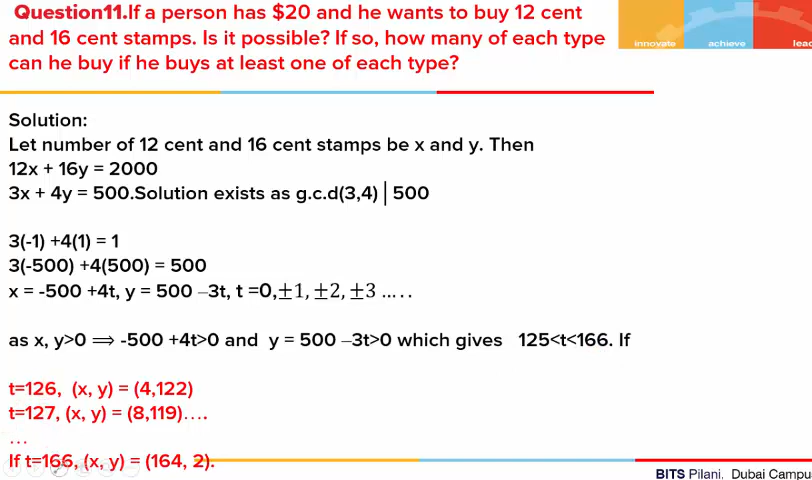 Question11.If a person has $20 and he wants to buy 12 cent
and 16 cent stamps. Is it possible? If so, how many of each type
can he buy if he buys at least one of each type?
innovate achieve lead
Solution:
Let number of 12 cent and 16 cent stamps be x and y. Then
12x + 16y = 2000
3x + 4y = 500.Solution exists as g.c.d(3,4) | 500
3(-1) +4(1) = 1
3(-500) +4(500) = 500
x = -500 +4t, y = 500 –3t, t =0,±1, ±2, ±3 .....
as x, y>0 ⟹ -500 +4t>0 and y = 500 –3t>0 which gives 125<t<166. If
t=126, (x, y) = (4,122)
t=127, (x, y) = (8,119)....
...
If t=166, (x, y) = (164, 2).
BITS Pilani, Dubai Campu